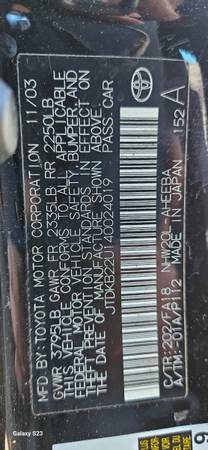 MFD.BY:TOYOTA MOTOR CORPORATION 11/03
GVWR 3795LB GAWR FR 2335LB RR 2250LB
THIS VEHICLE CONFORMS TO ALL APPLICABLE
FEDERAL MOTOR VEHICLE SAFETY, BUMPER, AND
THEFT PREVENTION STANDARDS IN EFFECT ON
THE DATE OF MANUFACTURE SHOWN ABOVE.
JTDKB22U140024019 PASS.CAR
C/TR:202/FA18 NHW20L-AHEEBA
A/TM:-01A/P112 MADE IN JAPAN
152 A
Galaxy S23